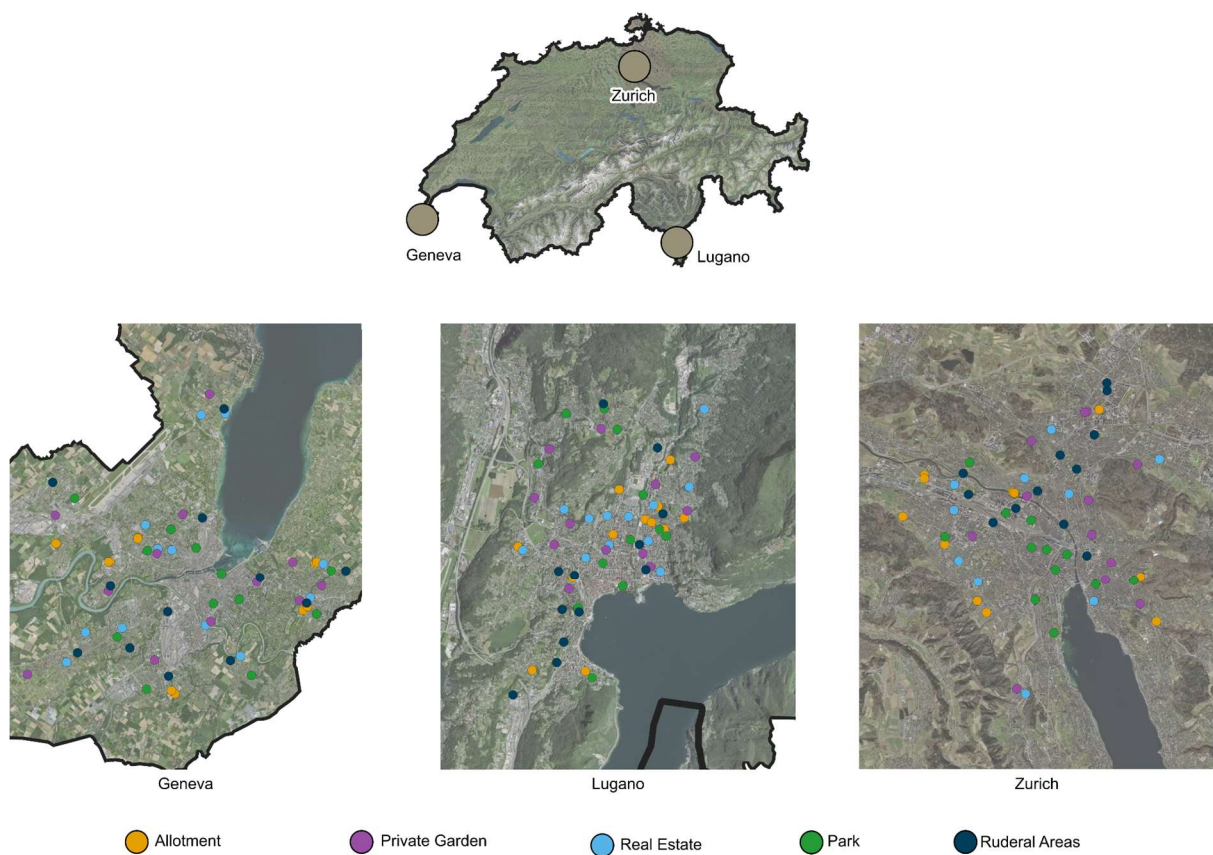 Zurich
Geneva
Lugano
Geneva
Lugano
Zurich
Allotment
Private Garden
Real Estate
Park
Ruderal Areas